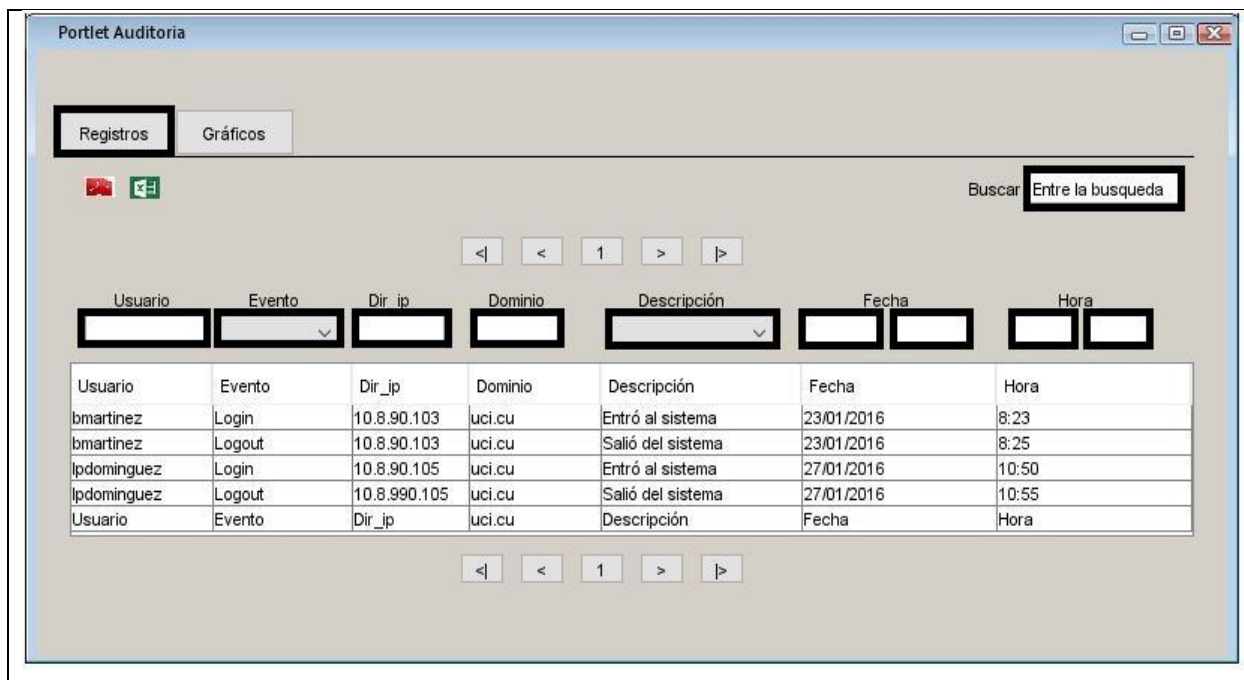 Portlet Auditoria
Registros Gráficos
Buscar Entre la busqueda
<| < 1 > |>
Usuario Evento Dir_ip Dominio Descripción Fecha Hora
Usuario Evento Dir_ip Dominio Descripción Fecha Hora
bmartinez Login 10.8.90.103 uci.cu Entró al sistema 23/01/2016 8:23
bmartinez Logout 10.8.90.103 uci.cu Salió del sistema 23/01/2016 8:25
lpdominguez Login 10.8.90.105 uci.cu Entró al sistema 27/01/2016 10:50
lpdominguez Logout 10.8.990.105 uci.cu Salió del sistema 27/01/2016 10:55
Usuario Evento Dir_ip uci.cu Descripción Fecha Hora
<| < 1 > |>